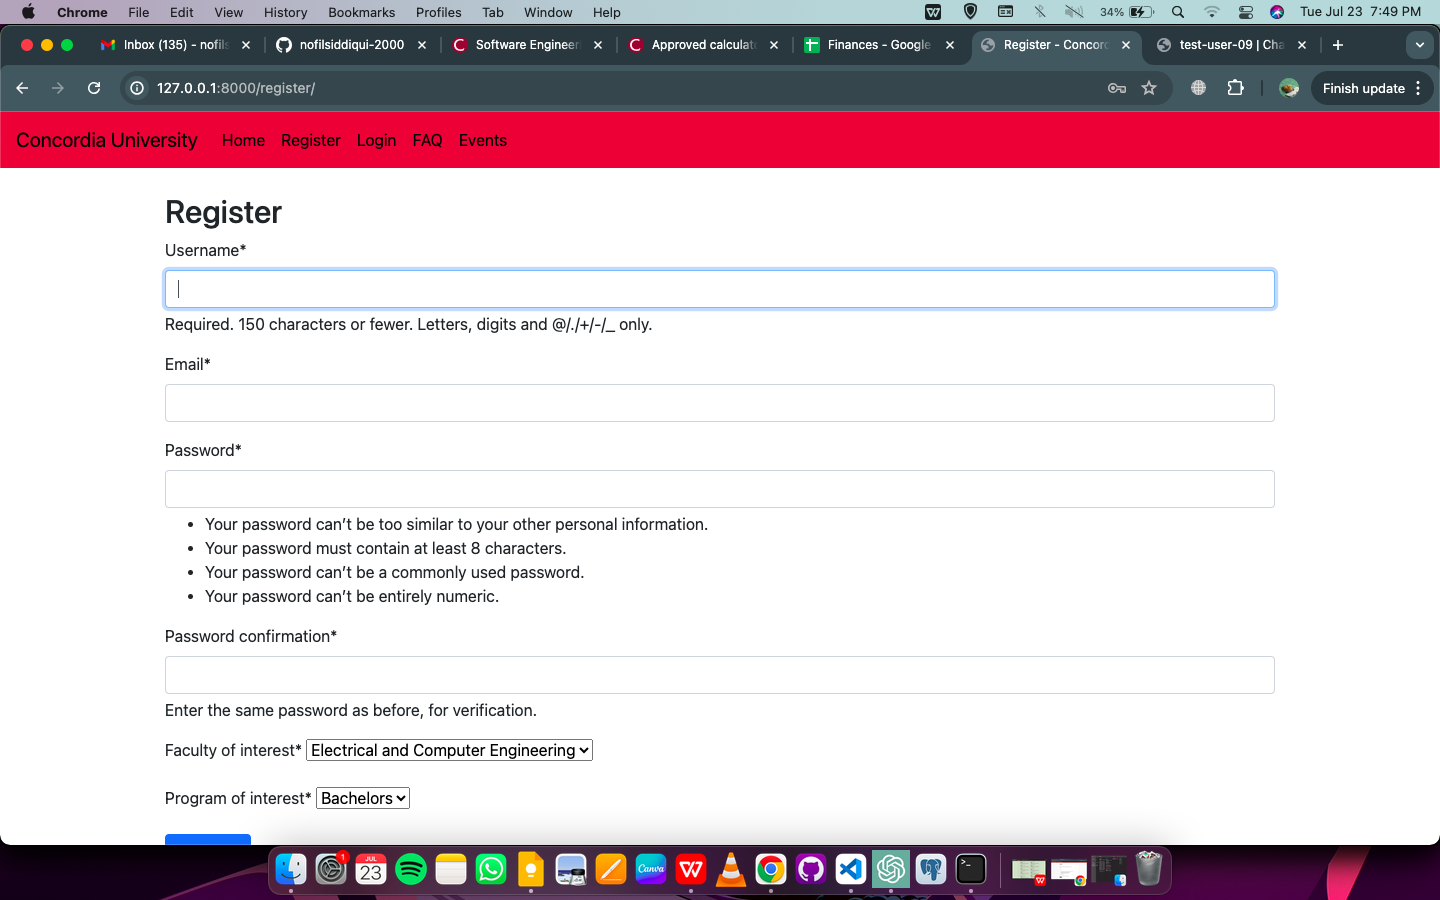 Chrome File Edit View History Bookmarks Profiles Tab Window Help 34% Tue Jul 23 7:49 PM
Inbox (135) - nofils nofilsiddiqui-2000 Software Engineer Approved calculat Finances - Google Register - Concord test-user-09 | Cha
127.0.0.1:8000/register/ Finish update
Concordia University Home Register Login FAQ Events
Register
Username*
Required. 150 characters or fewer. Letters, digits and @/./+/-/_ only.
Email*
Password*
• Your password can't be too similar to your other personal information.
• Your password must contain at least 8 characters.
• Your password can't be a commonly used password.
• Your password can't be entirely numeric.
Password confirmation*
Enter the same password as before, for verification.
Faculty of interest* Electrical and Computer Engineering
Program of interest* Bachelors
1 JUL
23 Canva